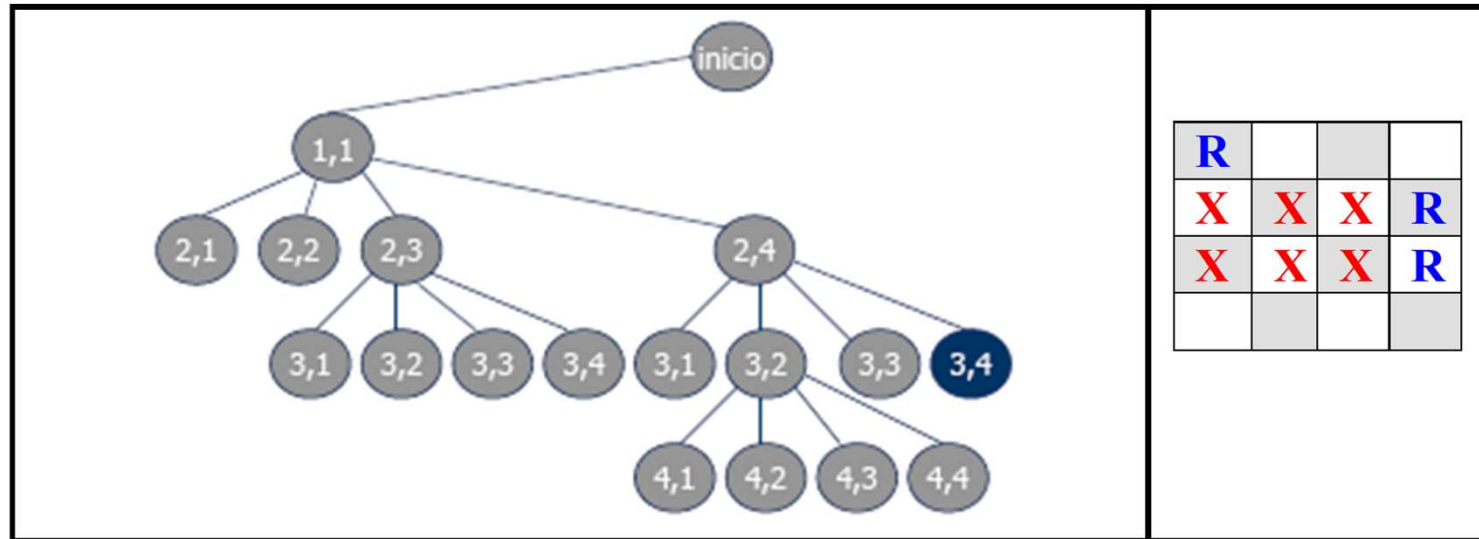 inicio
1,1
2,1 2,2 2,3 2,4
3,1 3,2 3,3 3,4 3,1 3,2 3,3 3,4
4,1 4,2 4,3 4,4
R
X X X R
X X X R